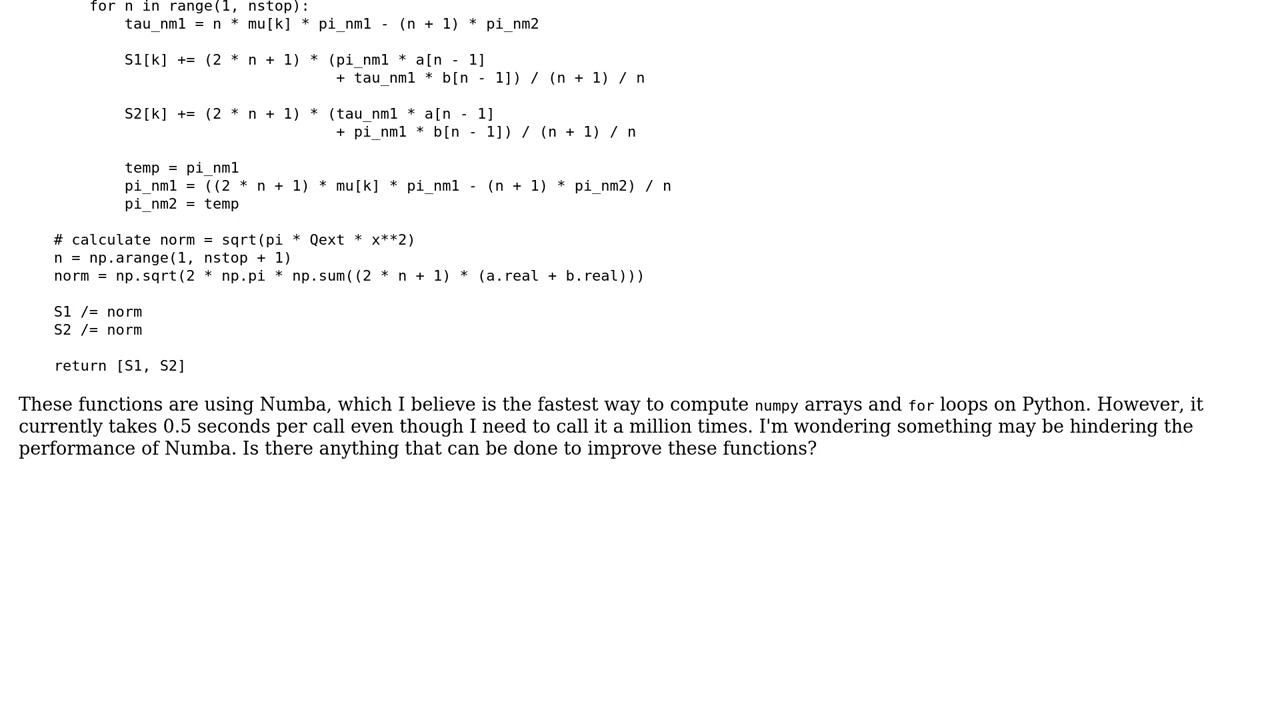 for n in range(1, nstop):
tau_nm1 = n * mu[k] * pi_nm1 - (n + 1) * pi_nm2
S1[k] += (2 * n + 1) * (pi_nm1 * a[n - 1]
+ tau_nm1 * b[n - 1]) / (n + 1) / n
S2[k] += (2 * n + 1) * (tau_nm1 * a[n - 1]
+ pi_nm1 * b[n - 1]) / (n + 1) / n
temp = pi_nm1
pi_nm1 = ((2 * n + 1) * mu[k] * pi_nm1 - (n + 1) * pi_nm2) / n
pi_nm2 = temp
# calculate norm = sqrt(pi * Qext * x**2)
n = np.arange(1, nstop + 1)
norm = np.sqrt(2 * np.pi * np.sum((2 * n + 1) * (a.real + b.real)))
S1 /= norm
S2 /= norm
return [S1, S2]
These functions are using Numba, which I believe is the fastest way to compute numpy arrays and for loops on Python. However, it
currently takes 0.5 seconds per call even though I need to call it a million times. I'm wondering something may be hindering the
performance of Numba. Is there anything that can be done to improve these functions?